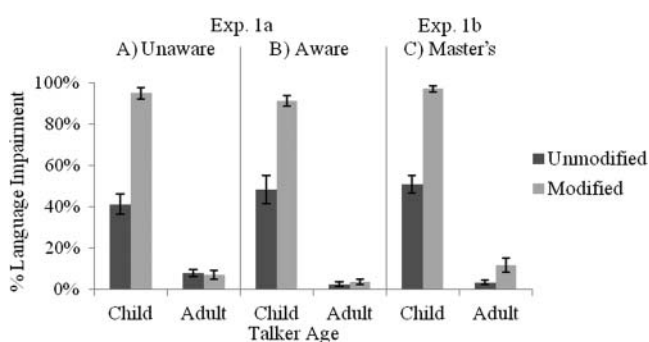 Exp. 1a Exp. 1b
A) Unaware B) Aware C) Master's
% Language Impairment
100%
80%
60%
40%
20%
0%
Unmodified
Modified
Child Adult Child Adult Child Adult
Talker Age